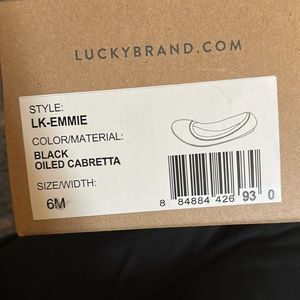 LUCKYBRAND.COM
STYLE:
LK-EMMIE
COLOR/MATERIAL:
BLACK
OILED CABRETTA
SIZE/WIDTH:
6M
8 84884 426 93 0